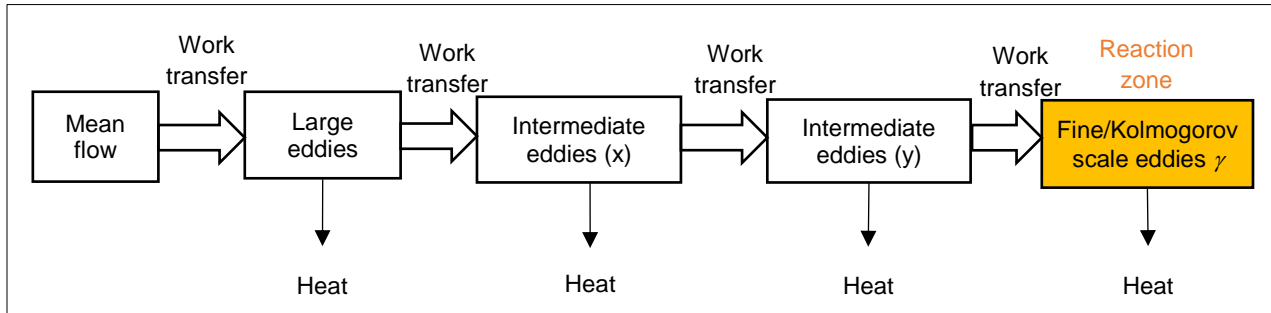 Work
transfer
Work
transfer
Work
transfer
Work
transfer
Reaction
zone
Mean
flow
Large
eddies
Intermediate
eddies (x)
Intermediate
eddies (y)
Fine/Kolmogorov
scale eddies γ
Heat
Heat
Heat
Heat